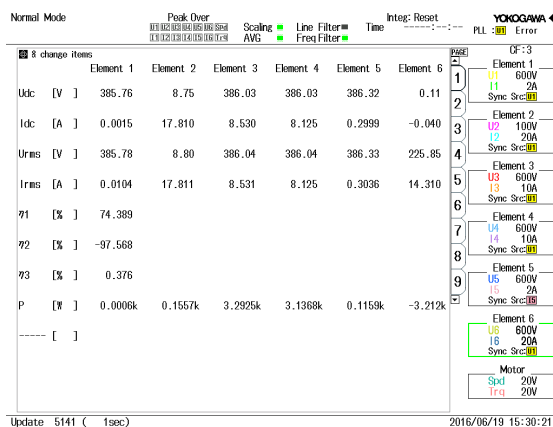 Normal Mode
Peak Over
U1 U2 U3 U4 U5 U6 Spd
I1 I2 I3 I4 I5 I6 Trq
Scaling
AVG
Line Filter
Freq Filter
Time
Integ: Reset
-----:--:--
YOKOGAWA
PLL :U1 Error
8 change items
PAGE
CF:3
Element 1 Element 2 Element 3 Element 4 Element 5 Element 6
Udc [V ] 385.76 8.75 386.03 386.03 386.32 0.11
Idc [A ] 0.0015 17.810 8.530 8.125 0.2999 -0.040
Urms [V ] 385.78 8.80 386.04 386.04 386.33 225.85
Irms [A ] 0.0104 17.811 8.531 8.125 0.3036 14.310
η1 [% ] 74.389
η2 [% ] -97.568
η3 [% ] 0.376
P [W ] 0.0006k 0.1557k 3.2925k 3.1368k 0.1159k -3.212k
----- [ ]
1
2
3
4
5
6
7
8
9
Element 1
U1 600V
I1 2A
Sync Src:U1
Element 2
U2 100V
I2 20A
Sync Src:U1
Element 3
U3 600V
I3 10A
Sync Src:U1
Element 4
U4 600V
I4 10A
Sync Src:U1
Element 5
U5 600V
I5 2A
Sync Src:I5
Element 6
U6 600V
I6 20A
Sync Src:U1
Motor
Spd 20V
Trq 20V
Update 5141 ( 1sec)
2016/06/19 15:30:21